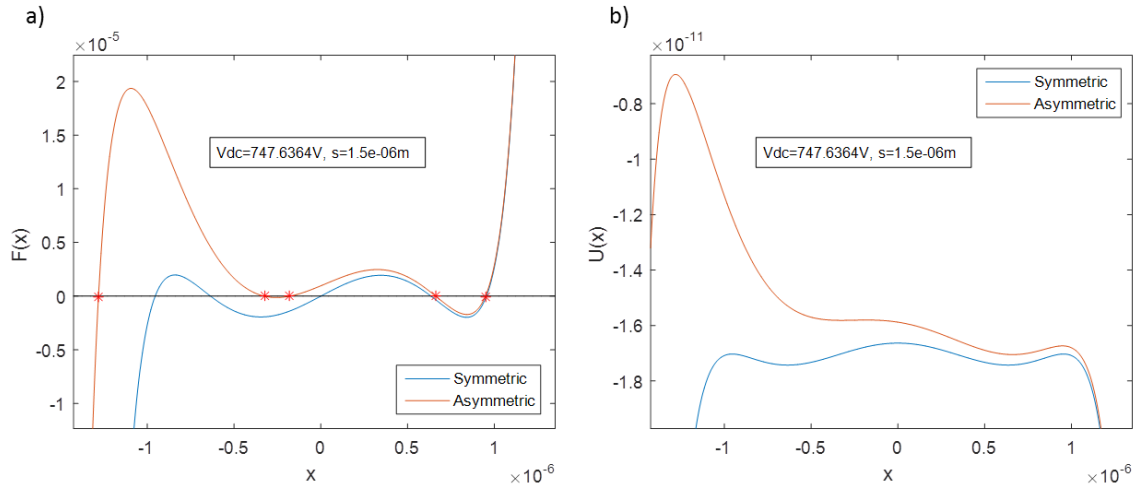 a)
×10⁻⁵
2
1.5
1
0.5
0
-0.5
-1
F(x)
Vdc=747.6364V, s=1.5e-06m
Symmetric
Asymmetric
-1
-0.5
0
0.5
1
×10⁻⁶
x
b)
×10⁻¹¹
-0.8
-1
-1.2
-1.4
-1.6
-1.8
U(x)
Symmetric
Asymmetric
Vdc=747.6364V, s=1.5e-06m
-1
-0.5
0
0.5
1
×10⁻⁶
x